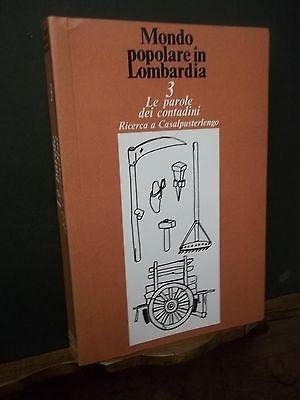 Mondo
popolare in
Lombardia
3
Le parole
dei contadini
Ricerca a Casalpusterlengo